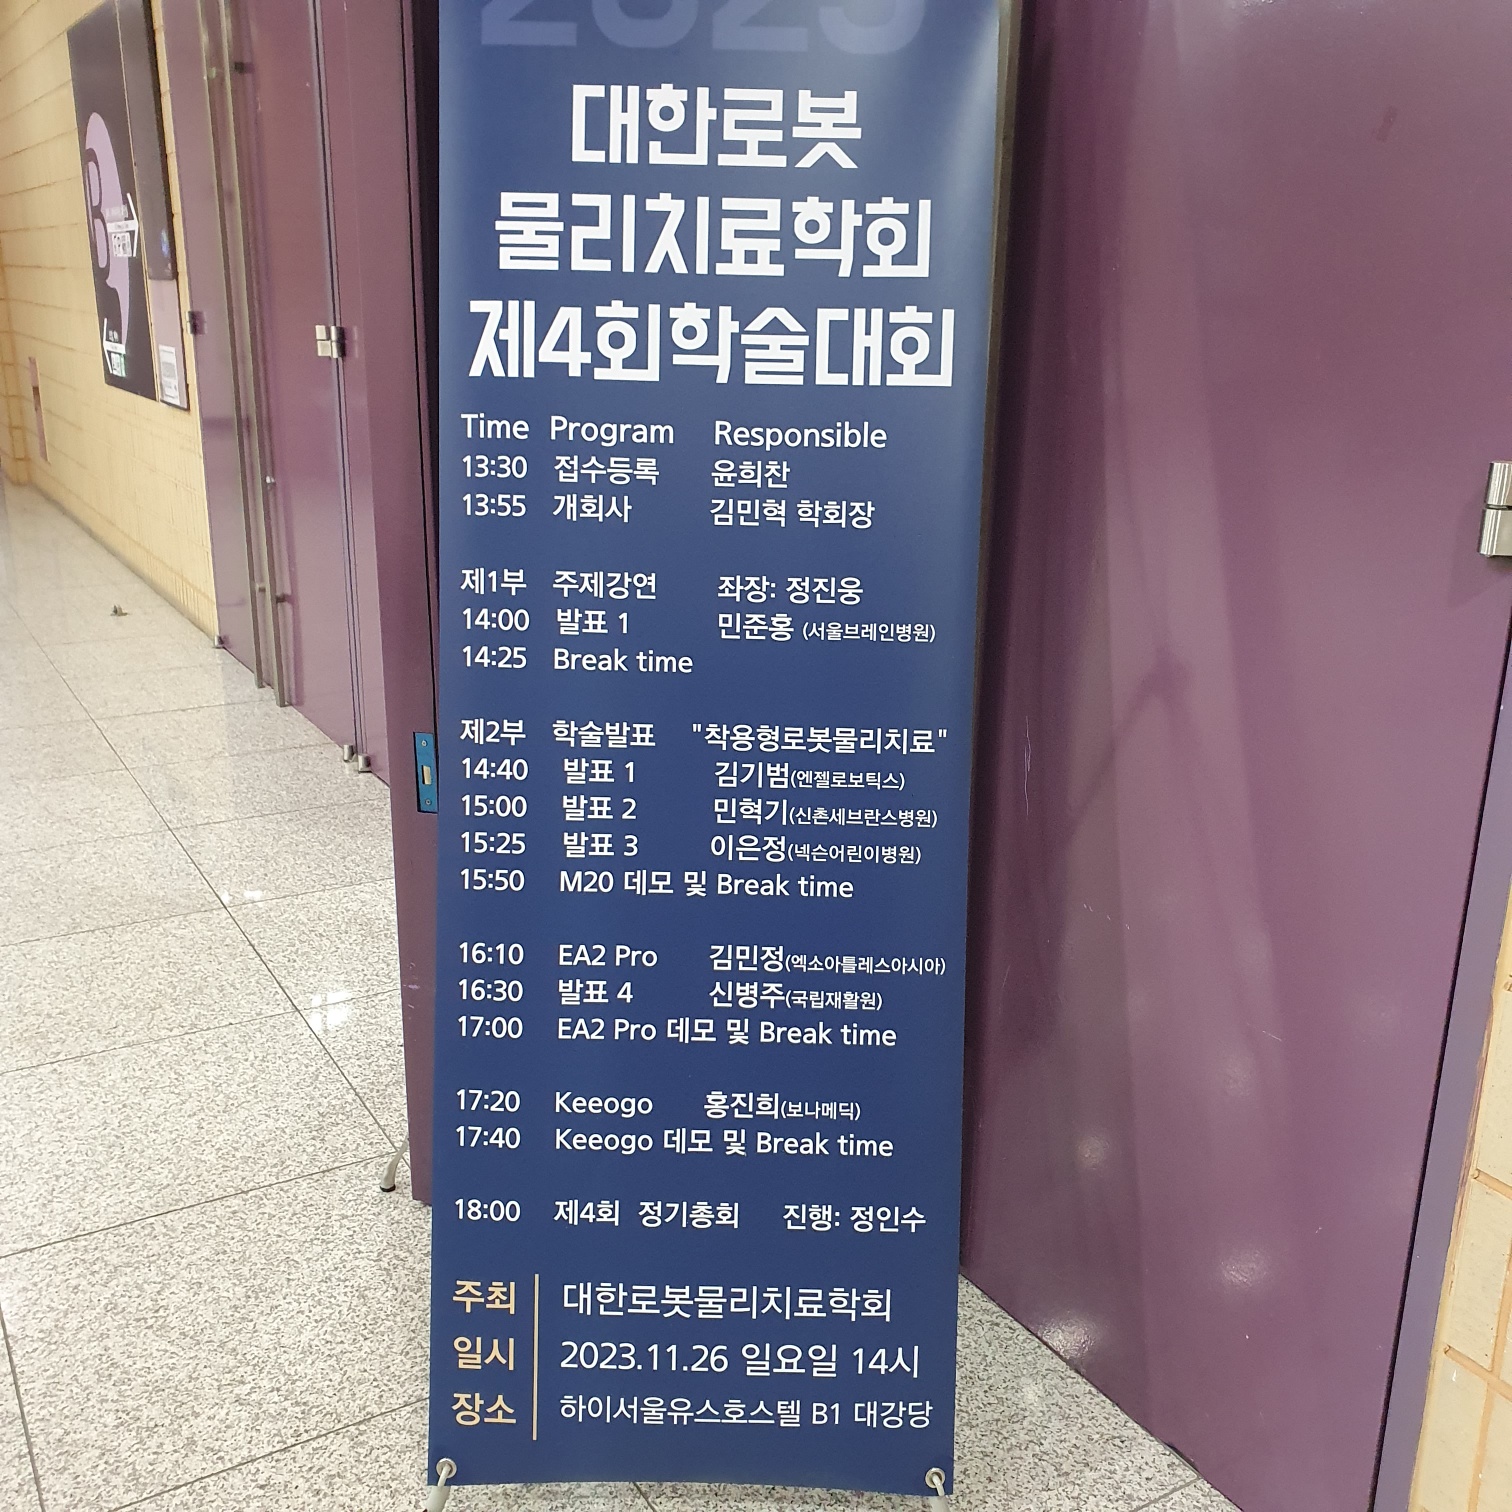 2023
대한로봇
물리치료학회
제4회학술대회
Time Program Responsible
13:30 접수등록 윤희찬
13:55 개회사 김민혁 학회장
제1부 주제강연 좌장: 정진웅
14:00 발표 1 민준홍 (서울브레인병원)
14:25 Break time
제2부 학술발표 "착용형로봇물리치료"
14:40 발표 1 김기범(엔젤로보틱스)
15:00 발표 2 민혁기(신촌세브란스병원)
15:25 발표 3 이은정(넥슨어린이병원)
15:50 M20 데모 및 Break time
16:10 EA2 Pro 김민정(엑소아틀레스아시아)
16:30 발표 4 신병주(국립재활원)
17:00 EA2 Pro 데모 및 Break time
17:20 Keeogo 홍진희(보나메딕)
17:40 Keeogo 데모 및 Break time
18:00 제4회 정기총회 진행: 정인수
주최 대한로봇물리치료학회
일시 2023.11.26 일요일 14시
장소 하이서울유스호스텔 B1 대강당